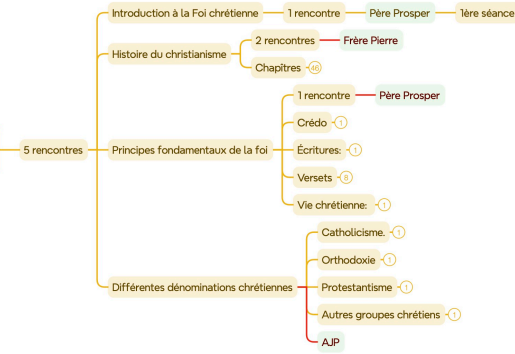 Introduction à la Foi chrétienne 1 rencontre Père Prosper 1ère séance
2 rencontres Frère Pierre
Histoire du christianisme
Chapîtres 46
1 rencontre Père Prosper
Crédo 1
5 rencontres Principes fondamentaux de la foi Écritures: 1
Versets 8
Vie chrétienne: 1
Catholicisme. 1
Orthodoxie 1
Différentes dénominations chrétiennes Protestantisme 1
Autres groupes chrétiens 1
AJP